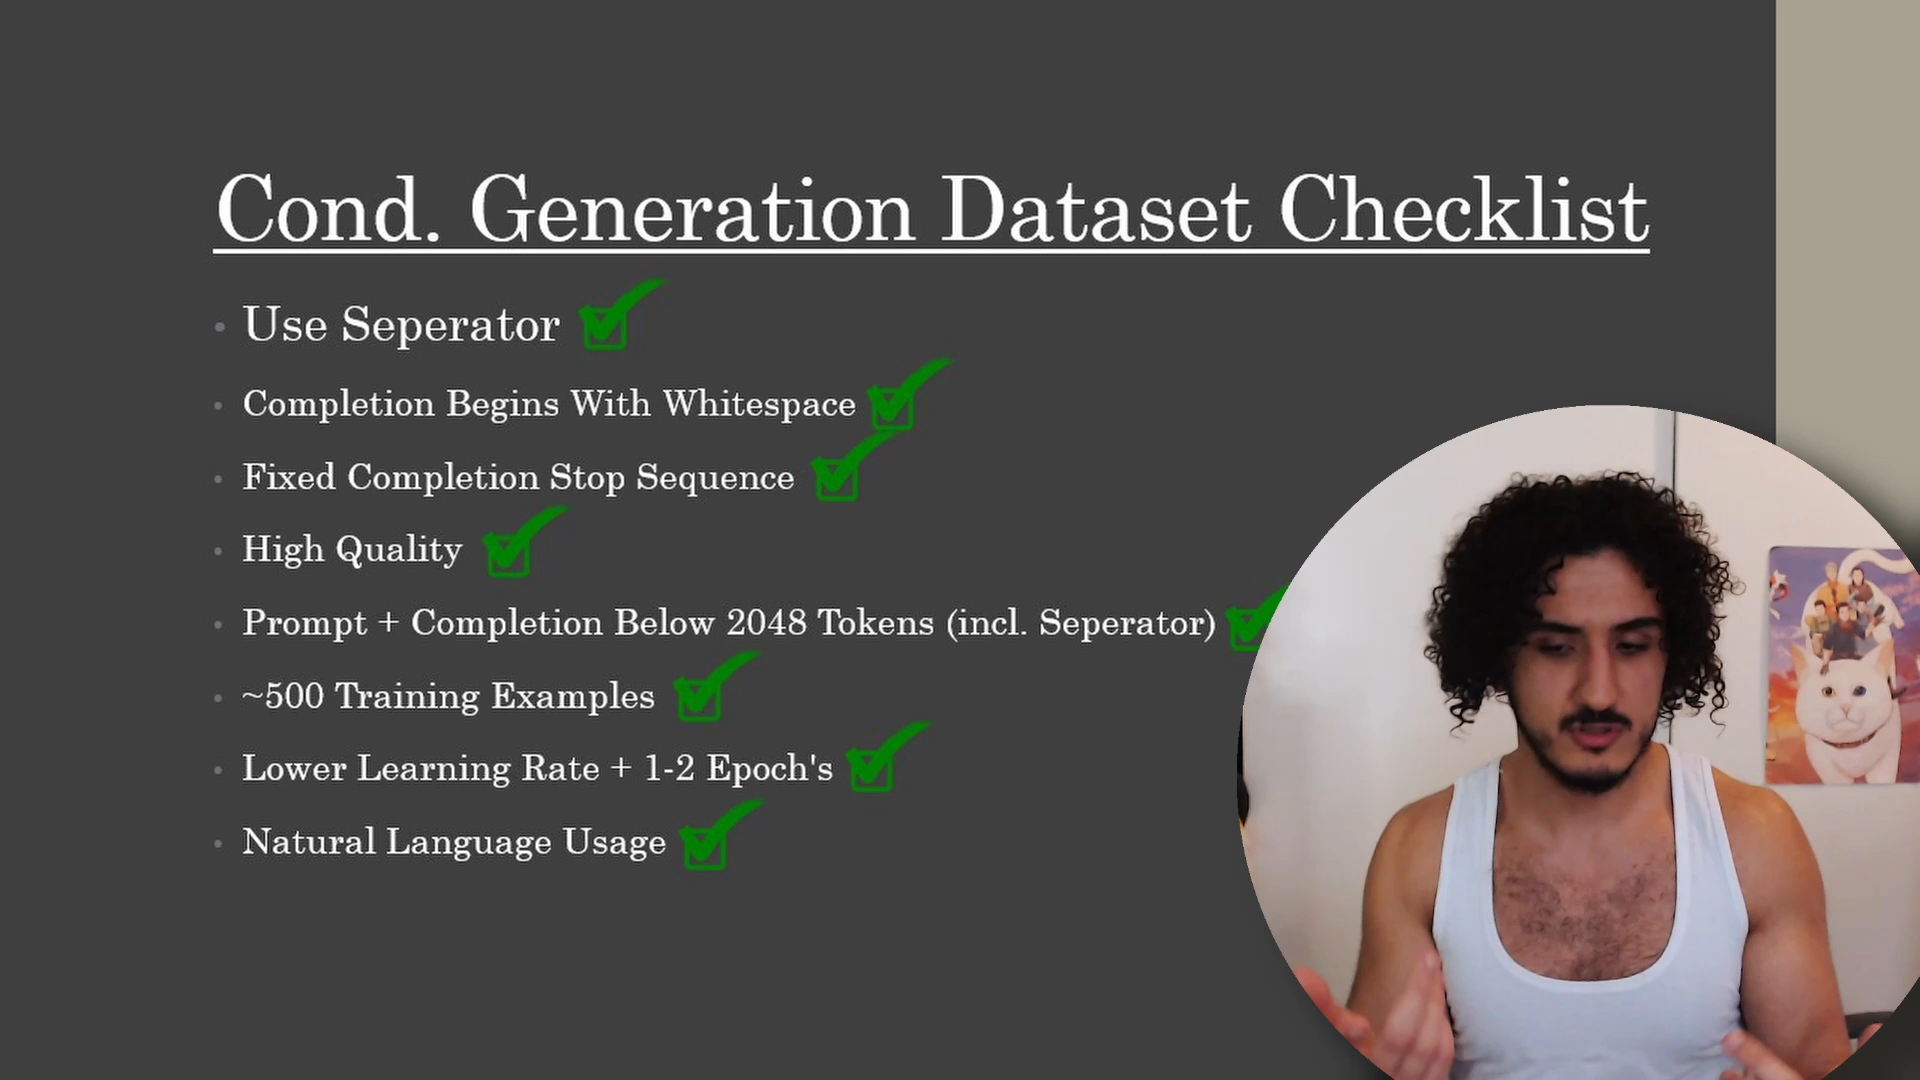 Cond. Generation Dataset Checklist
Use Seperator
Completion Begins With Whitespace
Fixed Completion Stop Sequence
High Quality
Prompt + Completion Below 2048 Tokens (incl. Seperator)
~500 Training Examples
Lower Learning Rate + 1-2 Epoch's
Natural Language Usage